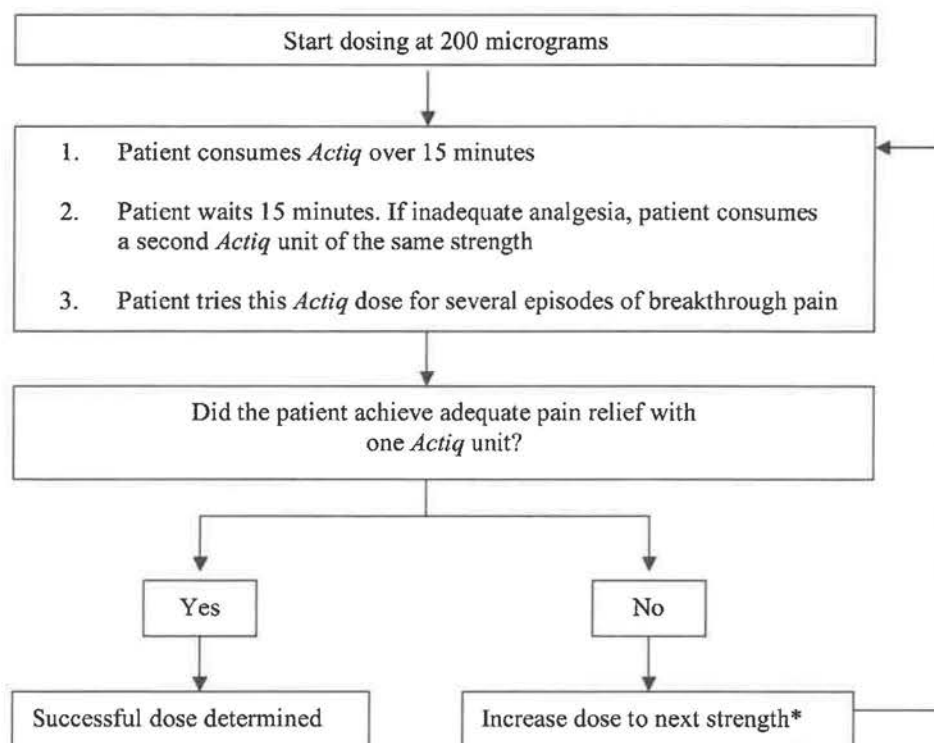 Start dosing at 200 micrograms
1. Patient consumes Actiq over 15 minutes
2. Patient waits 15 minutes. If inadequate analgesia, patient consumes
a second Actiq unit of the same strength
3. Patient tries this Actiq dose for several episodes of breakthrough pain
Did the patient achieve adequate pain relief with
one Actiq unit?
Yes
No
Successful dose determined
Increase dose to next strength*